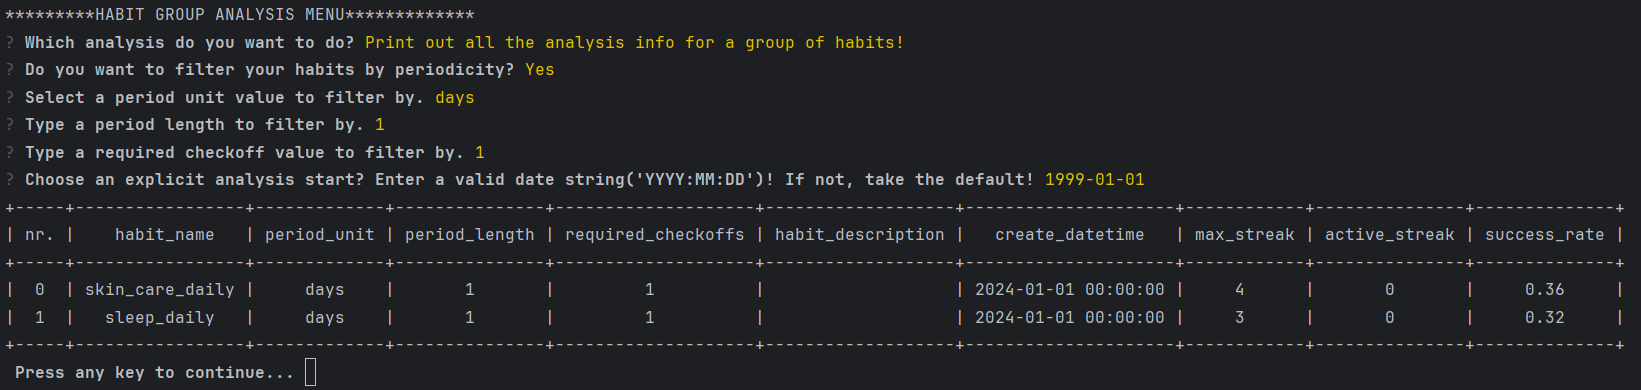 *********HABIT GROUP ANALYSIS MENU*************
? Which analysis do you want to do? Print out all the analysis info for a group of habits!
? Do you want to filter your habits by periodicity? Yes
? Select a period unit value to filter by. days
? Type a period length to filter by. 1
? Type a required checkoff value to filter by. 1
? Choose an explicit analysis start? Enter a valid date string('YYYY:MM:DD')! If not, take the default! 1999-01-01
+-----+-----------------+-------------+---------------+--------------------+-------------------+---------------------+------------+---------------+--------------+
| nr. |    habit_name   | period_unit | period_length | required_checkoffs | habit_description |   create_datetime   | max_streak | active_streak | success_rate |
+-----+-----------------+-------------+---------------+--------------------+-------------------+---------------------+------------+---------------+--------------+
|  0  | skin_care_daily |     days    |       1       |         1          |                   | 2024-01-01 00:00:00 |     4      |       0       |     0.36     |
|  1  |   sleep_daily   |     days    |       1       |         1          |                   | 2024-01-01 00:00:00 |     3      |       0       |     0.32     |
+-----+-----------------+-------------+---------------+--------------------+-------------------+---------------------+------------+---------------+--------------+
Press any key to continue...